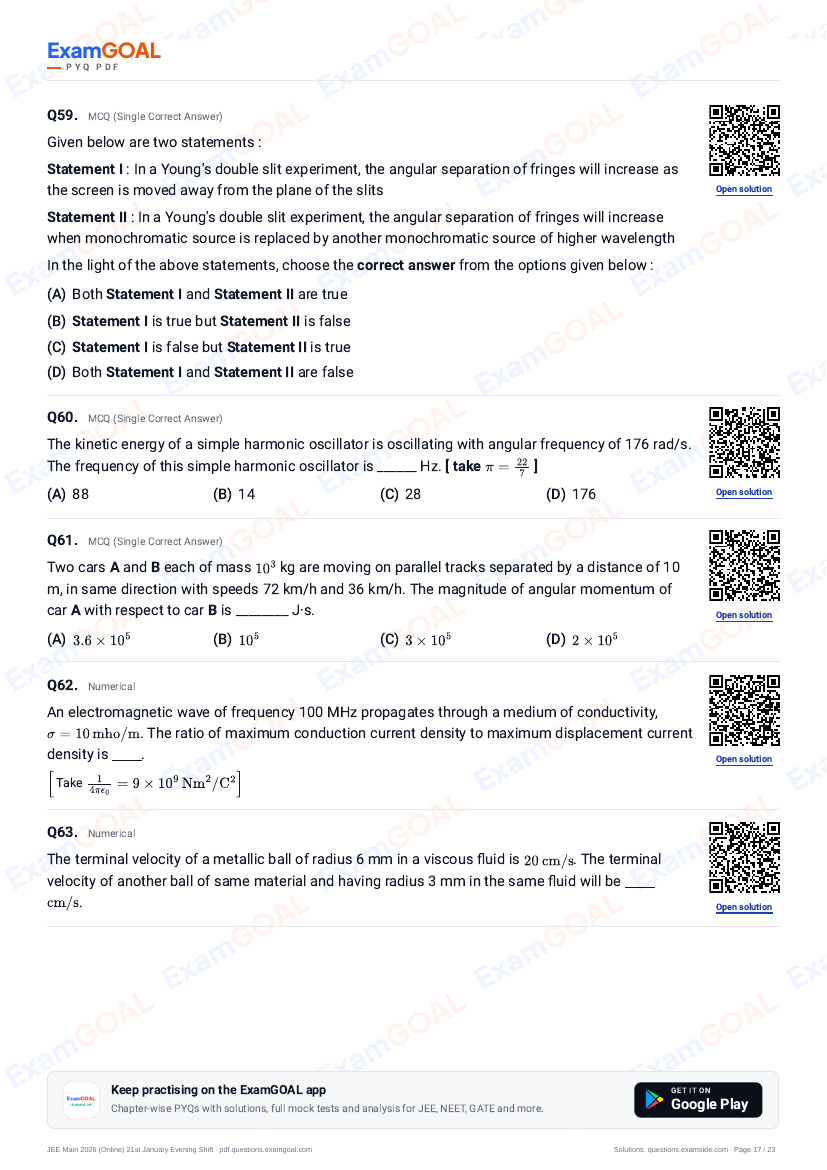 ExamGOAL
PYQ PDF
Q59. MCQ (Single Correct Answer)
Given below are two statements :
Statement I : In a Young's double slit experiment, the angular separation of fringes will increase as
the screen is moved away from the plane of the slits
Statement II : In a Young's double slit experiment, the angular separation of fringes will increase
when monochromatic source is replaced by another monochromatic source of higher wavelength
In the light of the above statements, choose the correct answer from the options given below :
(A) Both Statement I and Statement II are true
(B) Statement I is true but Statement II is false
(C) Statement I is false but Statement II is true
(D) Both Statement I and Statement II are false
Open solution
Q60. MCQ (Single Correct Answer)
The kinetic energy of a simple harmonic oscillator is oscillating with angular frequency of 176 rad/s.
The frequency of this simple harmonic oscillator is ______ Hz. [ take π = 22/7 ]
(A) 88 (B) 14 (C) 28 (D) 176
Open solution
Q61. MCQ (Single Correct Answer)
Two cars A and B each of mass 10³ kg are moving on parallel tracks separated by a distance of 10
m, in same direction with speeds 72 km/h and 36 km/h. The magnitude of angular momentum of
car A with respect to car B is ________ J·s.
(A) 3.6 × 10⁵ (B) 10⁵ (C) 3 × 10⁵ (D) 2 × 10⁵
Open solution
Q62. Numerical
An electromagnetic wave of frequency 100 MHz propagates through a medium of conductivity,
σ = 10 mho/m. The ratio of maximum conduction current density to maximum displacement current
density is _____.
[Take 1/4πϵ₀ = 9 × 10⁹ Nm²/C²]
Open solution
Q63. Numerical
The terminal velocity of a metallic ball of radius 6 mm in a viscous fluid is 20 cm/s. The terminal
velocity of another ball of same material and having radius 3 mm in the same fluid will be _____
cm/s.
Open solution
Keep practising on the ExamGOAL app
Chapter-wise PYQs with solutions, full mock tests and analysis for JEE, NEET, GATE and more.
GET IT ON
Google Play
JEE Main 2026 (Online) 21st January Evening Shift · pdf.questions.examgoal.com
Solutions: questions.examside.com · Page 17 / 23